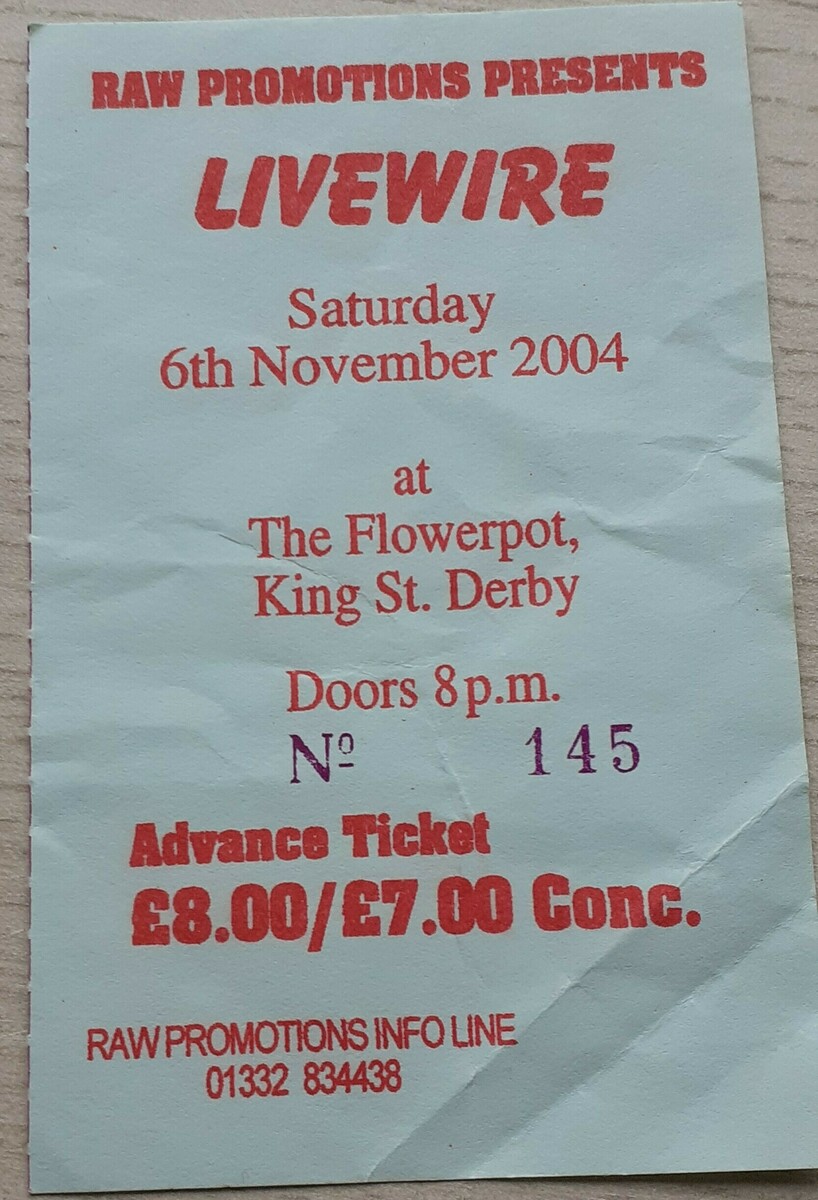 RAW PROMOTIONS PRESENTS
LIVEWIRE
Saturday
6th November 2004
at
The Flowerpot,
King St. Derby
Doors 8p.m.
Nº 145
Advance Ticket
£8.00/£7.00 Conc.
RAW PROMOTIONS INFO LINE
01332 834438